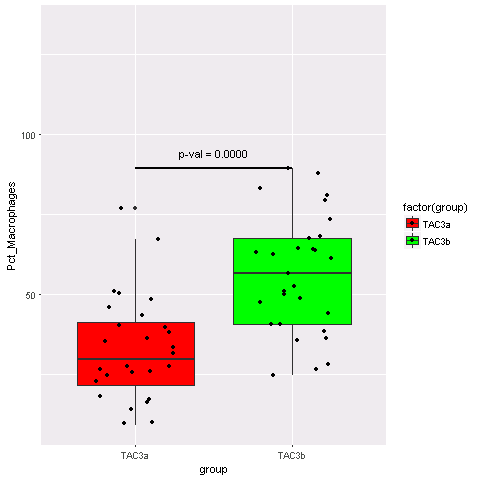 p-val = 0.0000
100
50
Pct_Macrophages
TAC3a
TAC3b
group
factor(group)
TAC3a
TAC3b